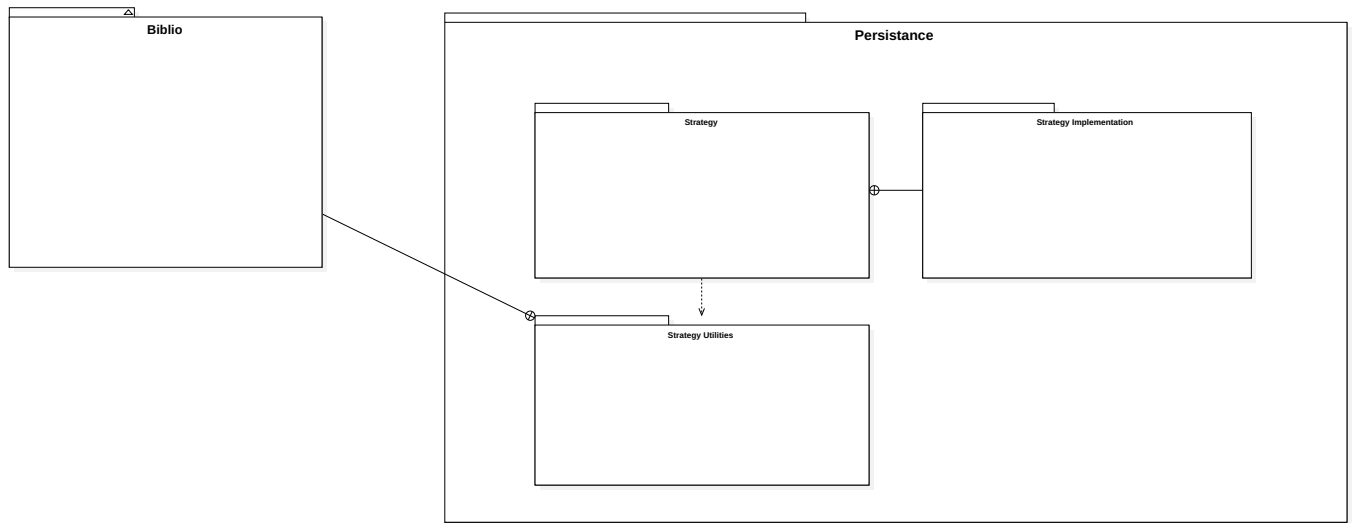 Biblio
Persistance
Strategy
Strategy Implementation
Strategy Utilities